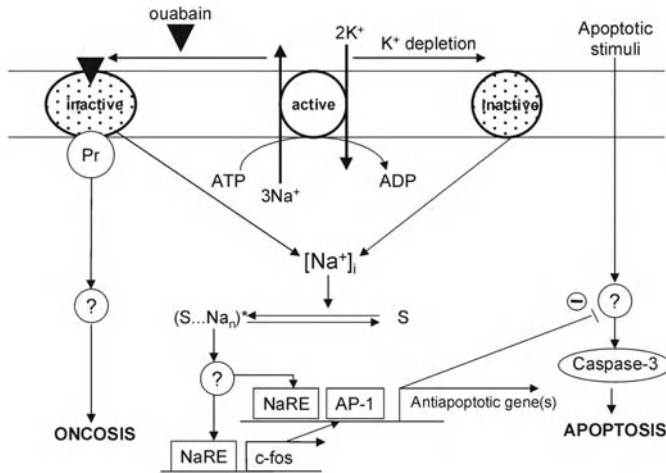 ouabain
2K+
K+ depletion
Apoptotic
stimuli
inactive
active
Inactive
Pr
ATP
3Na+
ADP
[Na+]i
?
(S...Nan)*
S
−
?
?
Caspase-3
NaRE
AP-1
Antiapoptotic gene(s)
ONCOSIS
APOPTOSIS
NaRE
c-fos